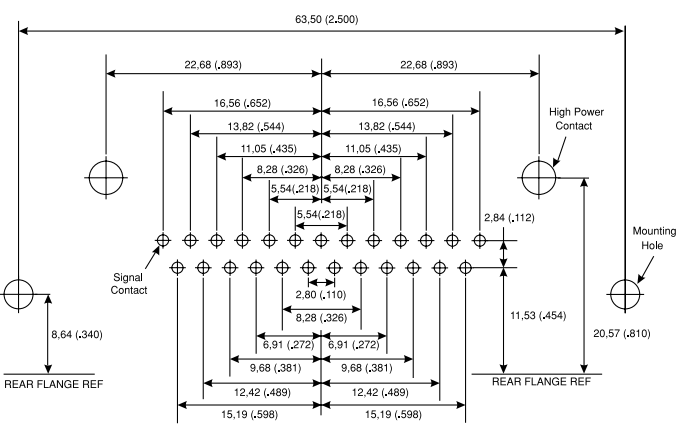 63,50 (2.500)
22,68 (.893) 22,68 (.893)
16,56 (.652) 16,56 (.652)
High Power
Contact
13,82 (.544) 13,82 (.544)
11,05 (.435) 11,05 (.435)
8,28 (.326) 8,28 (.326)
5,54(.218) 5,54(.218)
5,54(.218)
2,84 (.112)
Mounting
Hole
Signal
Contact
2,80 (.110)
8,28 (.326)
11,53 (.454)
8,64 (.340)
6,91 (.272) 6,91 (.272)
20,57 (.810)
9,68 (.381) 9,68 (.381)
REAR FLANGE REF REAR FLANGE REF
12,42 (.489) 12,42 (.489)
15,19 (.598) 15,19 (.598)